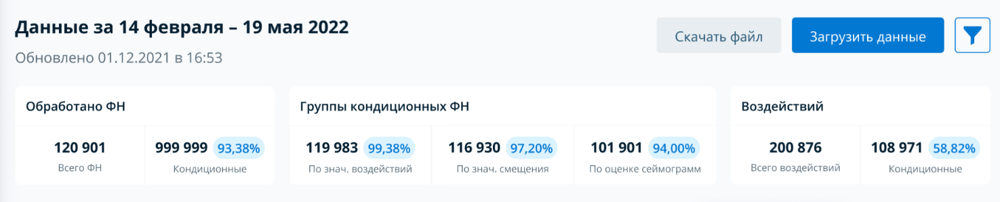 Данные за 14 февраля – 19 мая 2022
Обновлено 01.12.2021 в 16:53
Скачать файл
Загрузить данные
Обработано ФН
120 901
Всего ФН
999 999 93,38%
Кондиционные
Группы кондиционных ФН
119 983 99,38%
По знач. воздействий
116 930 97,20%
По знач. смещения
101 901 94,00%
По оценке сеймограмм
Воздействий
200 876
Всего воздействий
108 971 58,82%
Кондиционные